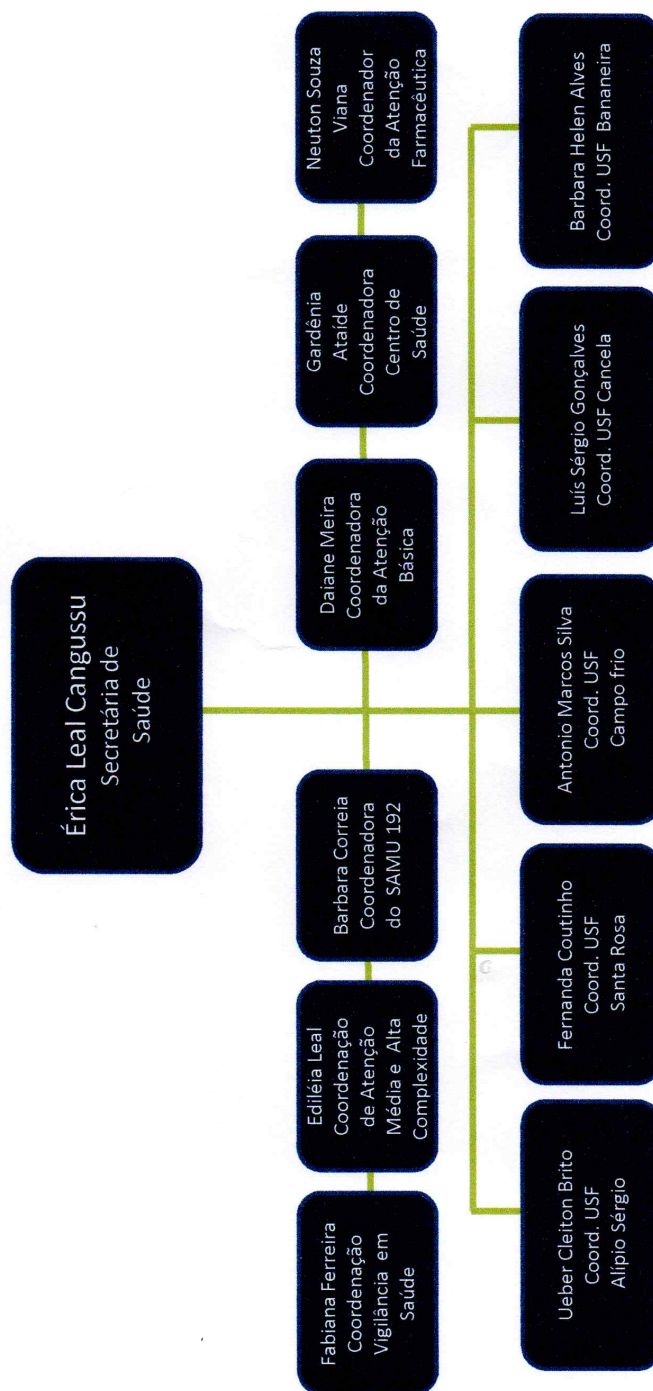 Érica Leal Cangussu
Secretária de
Saúde
Fabiana Ferreira
Coordenação
Vigilância em
Saúde
Ediléia Leal
Coordenação
de Atenção
Média e Alta
Complexidade
Barbara Correia
Coordenadora
do SAMU 192
Daiane Meira
Coordenadora
da Atenção
Básica
Gardênia
Ataíde
Coordenadora
Centro de
Saúde
Neuton Souza
Viana
Coordenador
da Atenção
Farmacêutica
Ueber Cleiton Brito
Coord. USF
Alípio Sérgio
Fernanda Coutinho
Coord. USF
Santa Rosa
Antonio Marcos Silva
Coord. USF
Campo frio
Luís Sérgio Gonçalves
Coord. USF Cancela
Barbara Helen Alves
Coord. USF Bananeira